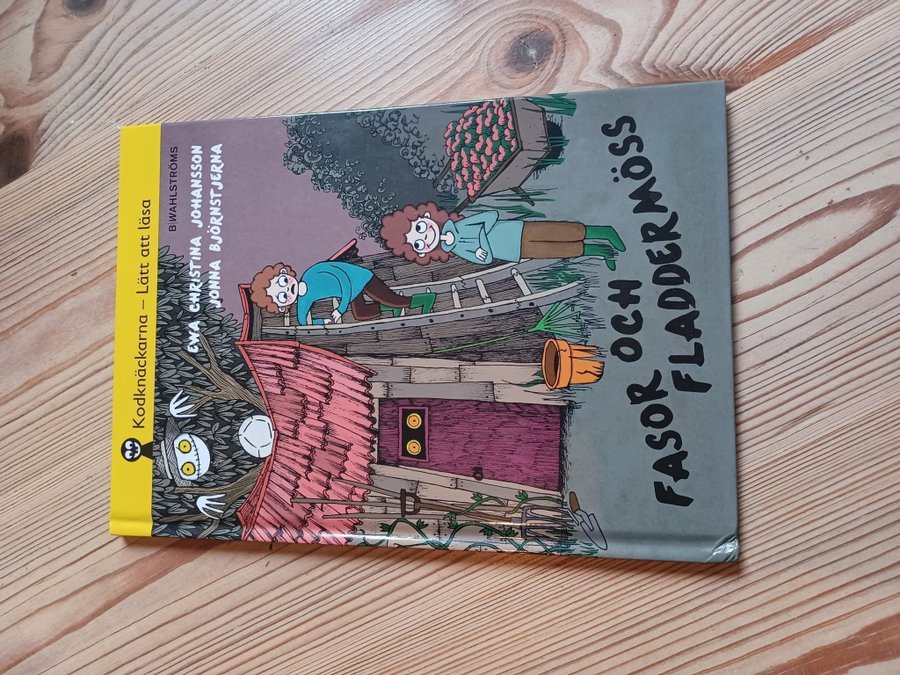 Kodknäckarna – Lätt att läsa
B.WAHLSTRÖMS
EWA CHRISTINA JOHANSSON
JONNA BJÖRNSTJERNA
FASOR OCH
FLADDERMÖSS